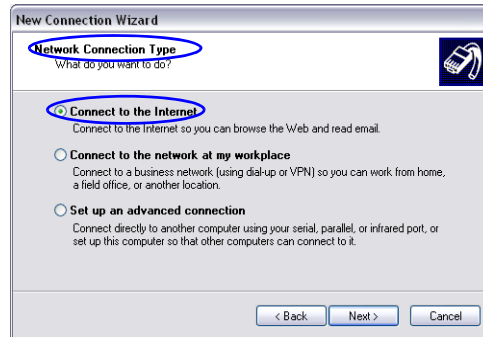 New Connection Wizard
Network Connection Type
What do you want to do?
Connect to the Internet
Connect to the Internet so you can browse the Web and read email.
Connect to the network at my workplace
Connect to a business network (using dial-up or VPN) so you can work from home,
a field office, or another location.
Set up an advanced connection
Connect directly to another computer using your serial, parallel, or infrared port, or
set up this computer so that other computers can connect to it.
< Back Next > Cancel